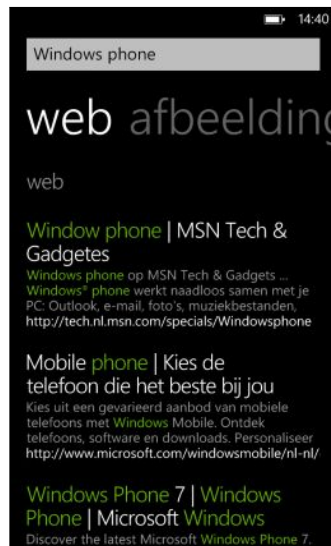 14:40
Windows phone
web afbeelding
web
Window phone | MSN Tech &
Gadgetes
Windows phone op MSN Tech & Gadgets ...
Windows® phone werkt naadloos samen met je
PC: Outlook, e-mail, foto's, muziekbestanden,
http://tech.nl.msn.com/specials/Windowsphone
Mobile phone | Kies de
telefoon die het beste bij jou
Kies uit een gevarieerd aanbod van mobiele
telefoons met Windows Mobile. Ontdek
telefoons, software en downloads. Personaliseer
http://www.microsoft.com/windowsmobile/nl-nl/
Windows Phone 7 | Windows
Phone | Microsoft Windows
Discover the latest Microsoft Windows Phone 7.